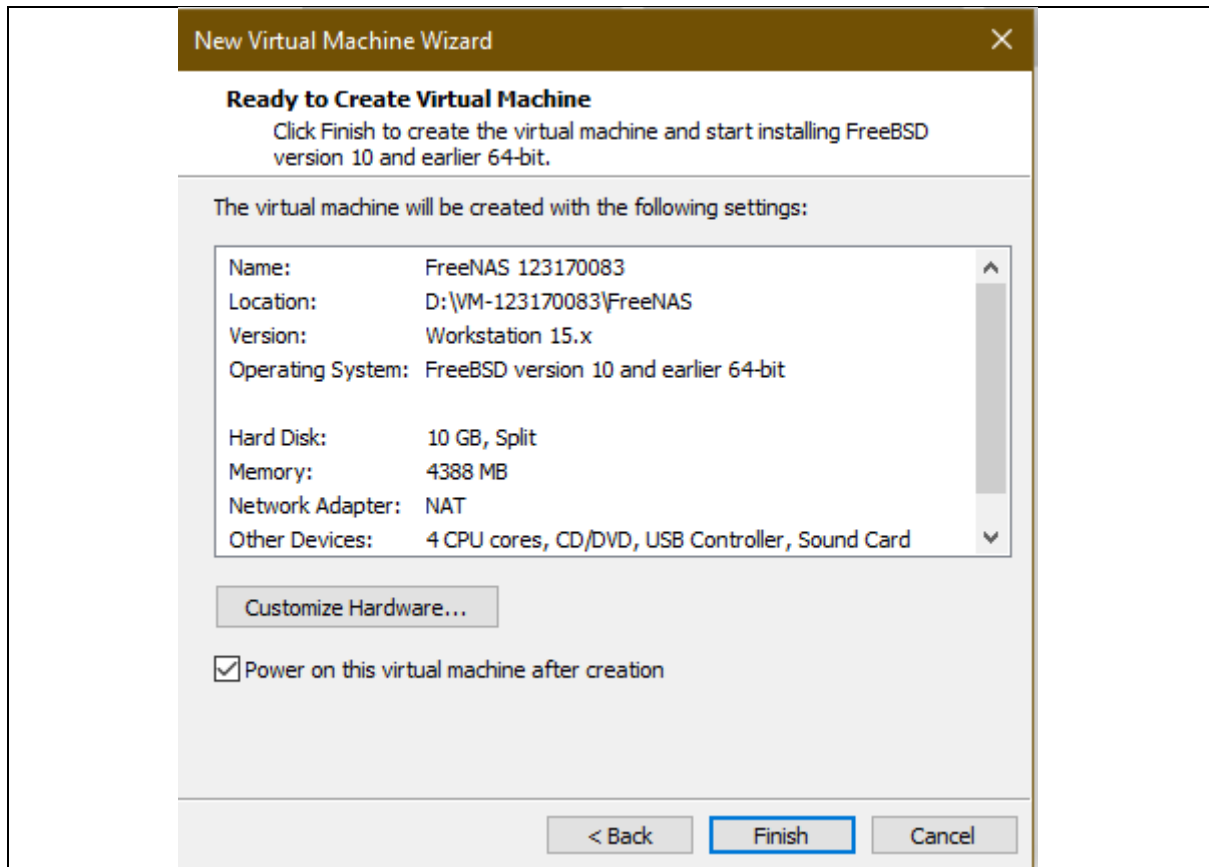 New Virtual Machine Wizard
Ready to Create Virtual Machine
Click Finish to create the virtual machine and start installing FreeBSD
version 10 and earlier 64-bit.
The virtual machine will be created with the following settings:
Name: FreeNAS 123170083
Location: D:\VM-123170083\FreeNAS
Version: Workstation 15.x
Operating System: FreeBSD version 10 and earlier 64-bit
Hard Disk: 10 GB, Split
Memory: 4388 MB
Network Adapter: NAT
Other Devices: 4 CPU cores, CD/DVD, USB Controller, Sound Card
Customize Hardware...
Power on this virtual machine after creation
< Back Finish Cancel